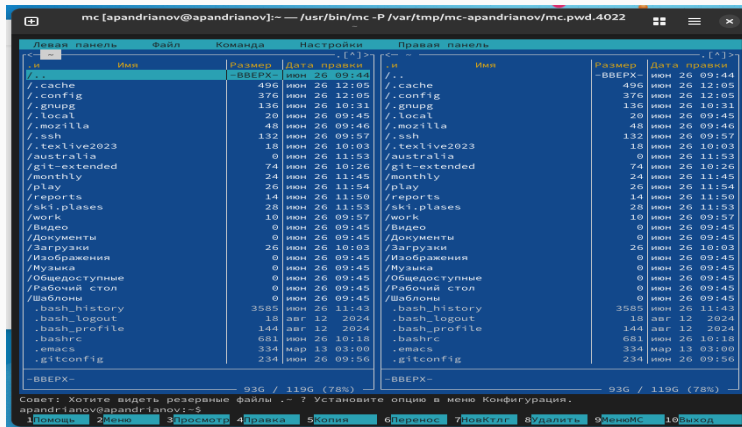 mc [apandrianov@apandrianov]:~ — /usr/bin/mc -P /var/tmp/mc-apandrianov/mc.pwd.4022
~
Левая панель Файл Команда Настройки Правая панель
<— ~ .[^]> <— ~ .[^]>
.и Имя Размер Дата правки .и Имя Размер Дата правки
/.. -ВВЕРХ- июн 26 09:44 /.. -ВВЕРХ- июн 26 09:44
/.cache 496 июн 26 12:05 /.cache 496 июн 26 12:05
/.config 376 июн 26 12:05 /.config 376 июн 26 12:05
/.gnupg 136 июн 26 10:31 /.gnupg 136 июн 26 10:31
/.local 20 июн 26 09:45 /.local 20 июн 26 09:45
/.mozilla 48 июн 26 09:46 /.mozilla 48 июн 26 09:46
/.ssh 132 июн 26 09:57 /.ssh 132 июн 26 09:57
/.texlive2023 18 июн 26 10:03 /.texlive2023 18 июн 26 10:03
/australia 0 июн 26 11:53 /australia 0 июн 26 11:53
/git-extended 74 июн 26 10:26 /git-extended 74 июн 26 10:26
/monthly 24 июн 26 11:45 /monthly 24 июн 26 11:45
/play 26 июн 26 11:54 /play 26 июн 26 11:54
/reports 14 июн 26 11:50 /reports 14 июн 26 11:50
/ski.plases 28 июн 26 11:53 /ski.plases 28 июн 26 11:53
/work 10 июн 26 09:57 /work 10 июн 26 09:57
/Видео 0 июн 26 09:45 /Видео 0 июн 26 09:45
/Документы 0 июн 26 09:45 /Документы 0 июн 26 09:45
/Загрузки 26 июн 26 10:03 /Загрузки 26 июн 26 10:03
/Изображения 0 июн 26 09:45 /Изображения 0 июн 26 09:45
/Музыка 0 июн 26 09:45 /Музыка 0 июн 26 09:45
/Общедоступные 0 июн 26 09:45 /Общедоступные 0 июн 26 09:45
/Рабочий стол 0 июн 26 09:45 /Рабочий стол 0 июн 26 09:45
/Шаблоны 0 июн 26 09:45 /Шаблоны 0 июн 26 09:45
.bash_history 3585 июн 26 11:43 .bash_history 3585 июн 26 11:43
.bash_logout 18 авг 12 2024 .bash_logout 18 авг 12 2024
.bash_profile 144 авг 12 2024 .bash_profile 144 авг 12 2024
.bashrc 681 июн 26 10:18 .bashrc 681 июн 26 10:18
.emacs 334 мар 13 03:00 .emacs 334 мар 13 03:00
.gitconfig 234 июн 26 09:56 .gitconfig 234 июн 26 09:56
-ВВЕРХ- -ВВЕРХ-
93G / 119G (78%) 93G / 119G (78%)
Совет: Хотите видеть резервные файлы .~ ? Установите опцию в меню Конфигурация.
apandrianov@apandrianov:~$
1Помощь 2Меню 3Просмотр 4Правка 5Копия 6Перенос 7НовКтлг 8Удалить 9МенюMC 10Выход